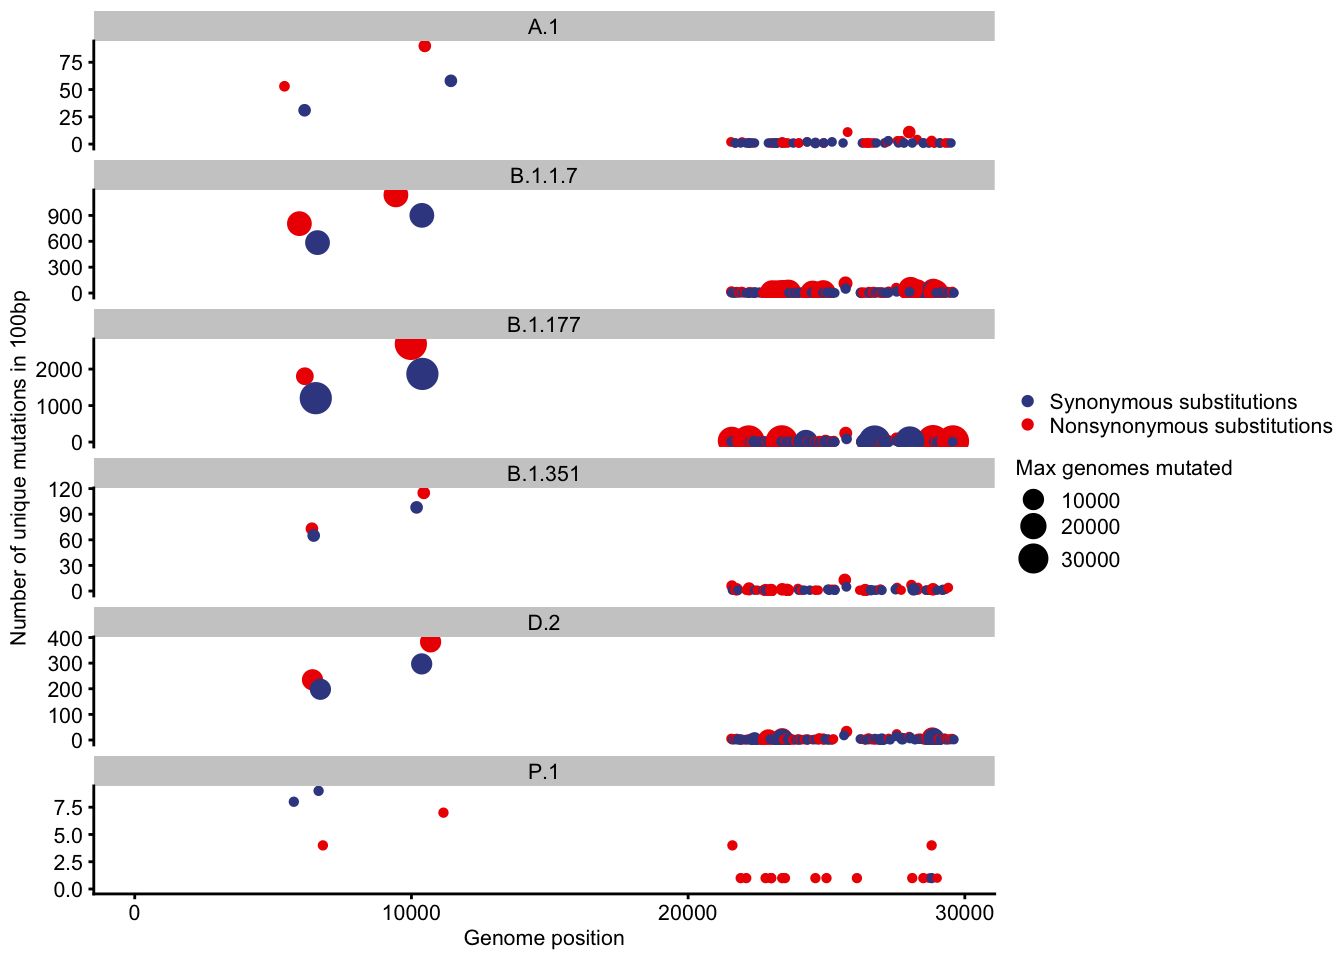 A.1
75
50
25
0
B.1.1.7
900
600
300
0
B.1.177
2000
1000
0
B.1.351
120
90
60
30
0
D.2
400
300
200
100
0
P.1
7.5
5.0
2.5
0.0
0 10000 20000 30000
Genome position
Number of unique mutations in 100bp
Synonymous substitutions
Nonsynonymous substitutions
Max genomes mutated
10000
20000
30000